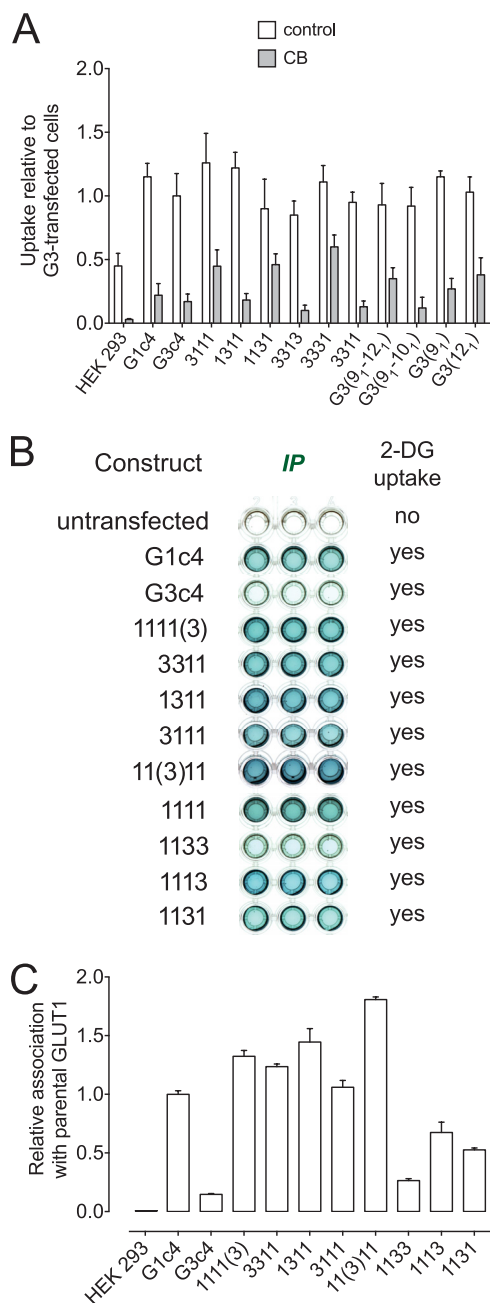 A
control
CB
Uptake relative to
G3-transfected cells
1.5
1.0
0.5
0.0
HEK 293
G1c4
G3c4
3111
1311
1131
3313
3331
3311
G3(9₁-12₁)
G3(9₁-10₁)
G3(9₁)
G3(12₁)
B
Construct IP 2-DG
uptake
untransfected no
G1c4 yes
G3c4 yes
1111(3) yes
3311 yes
1311 yes
3111 yes
11(3)11 yes
1111 yes
1133 yes
1113 yes
1131 yes
C
Relative association
with parental GLUT1
2.0
1.5
1.0
0.5
0.0
HEK 293
G1c4
G3c4
1111(3)
3311
1311
3111
11(3)11
1133
1113
1131